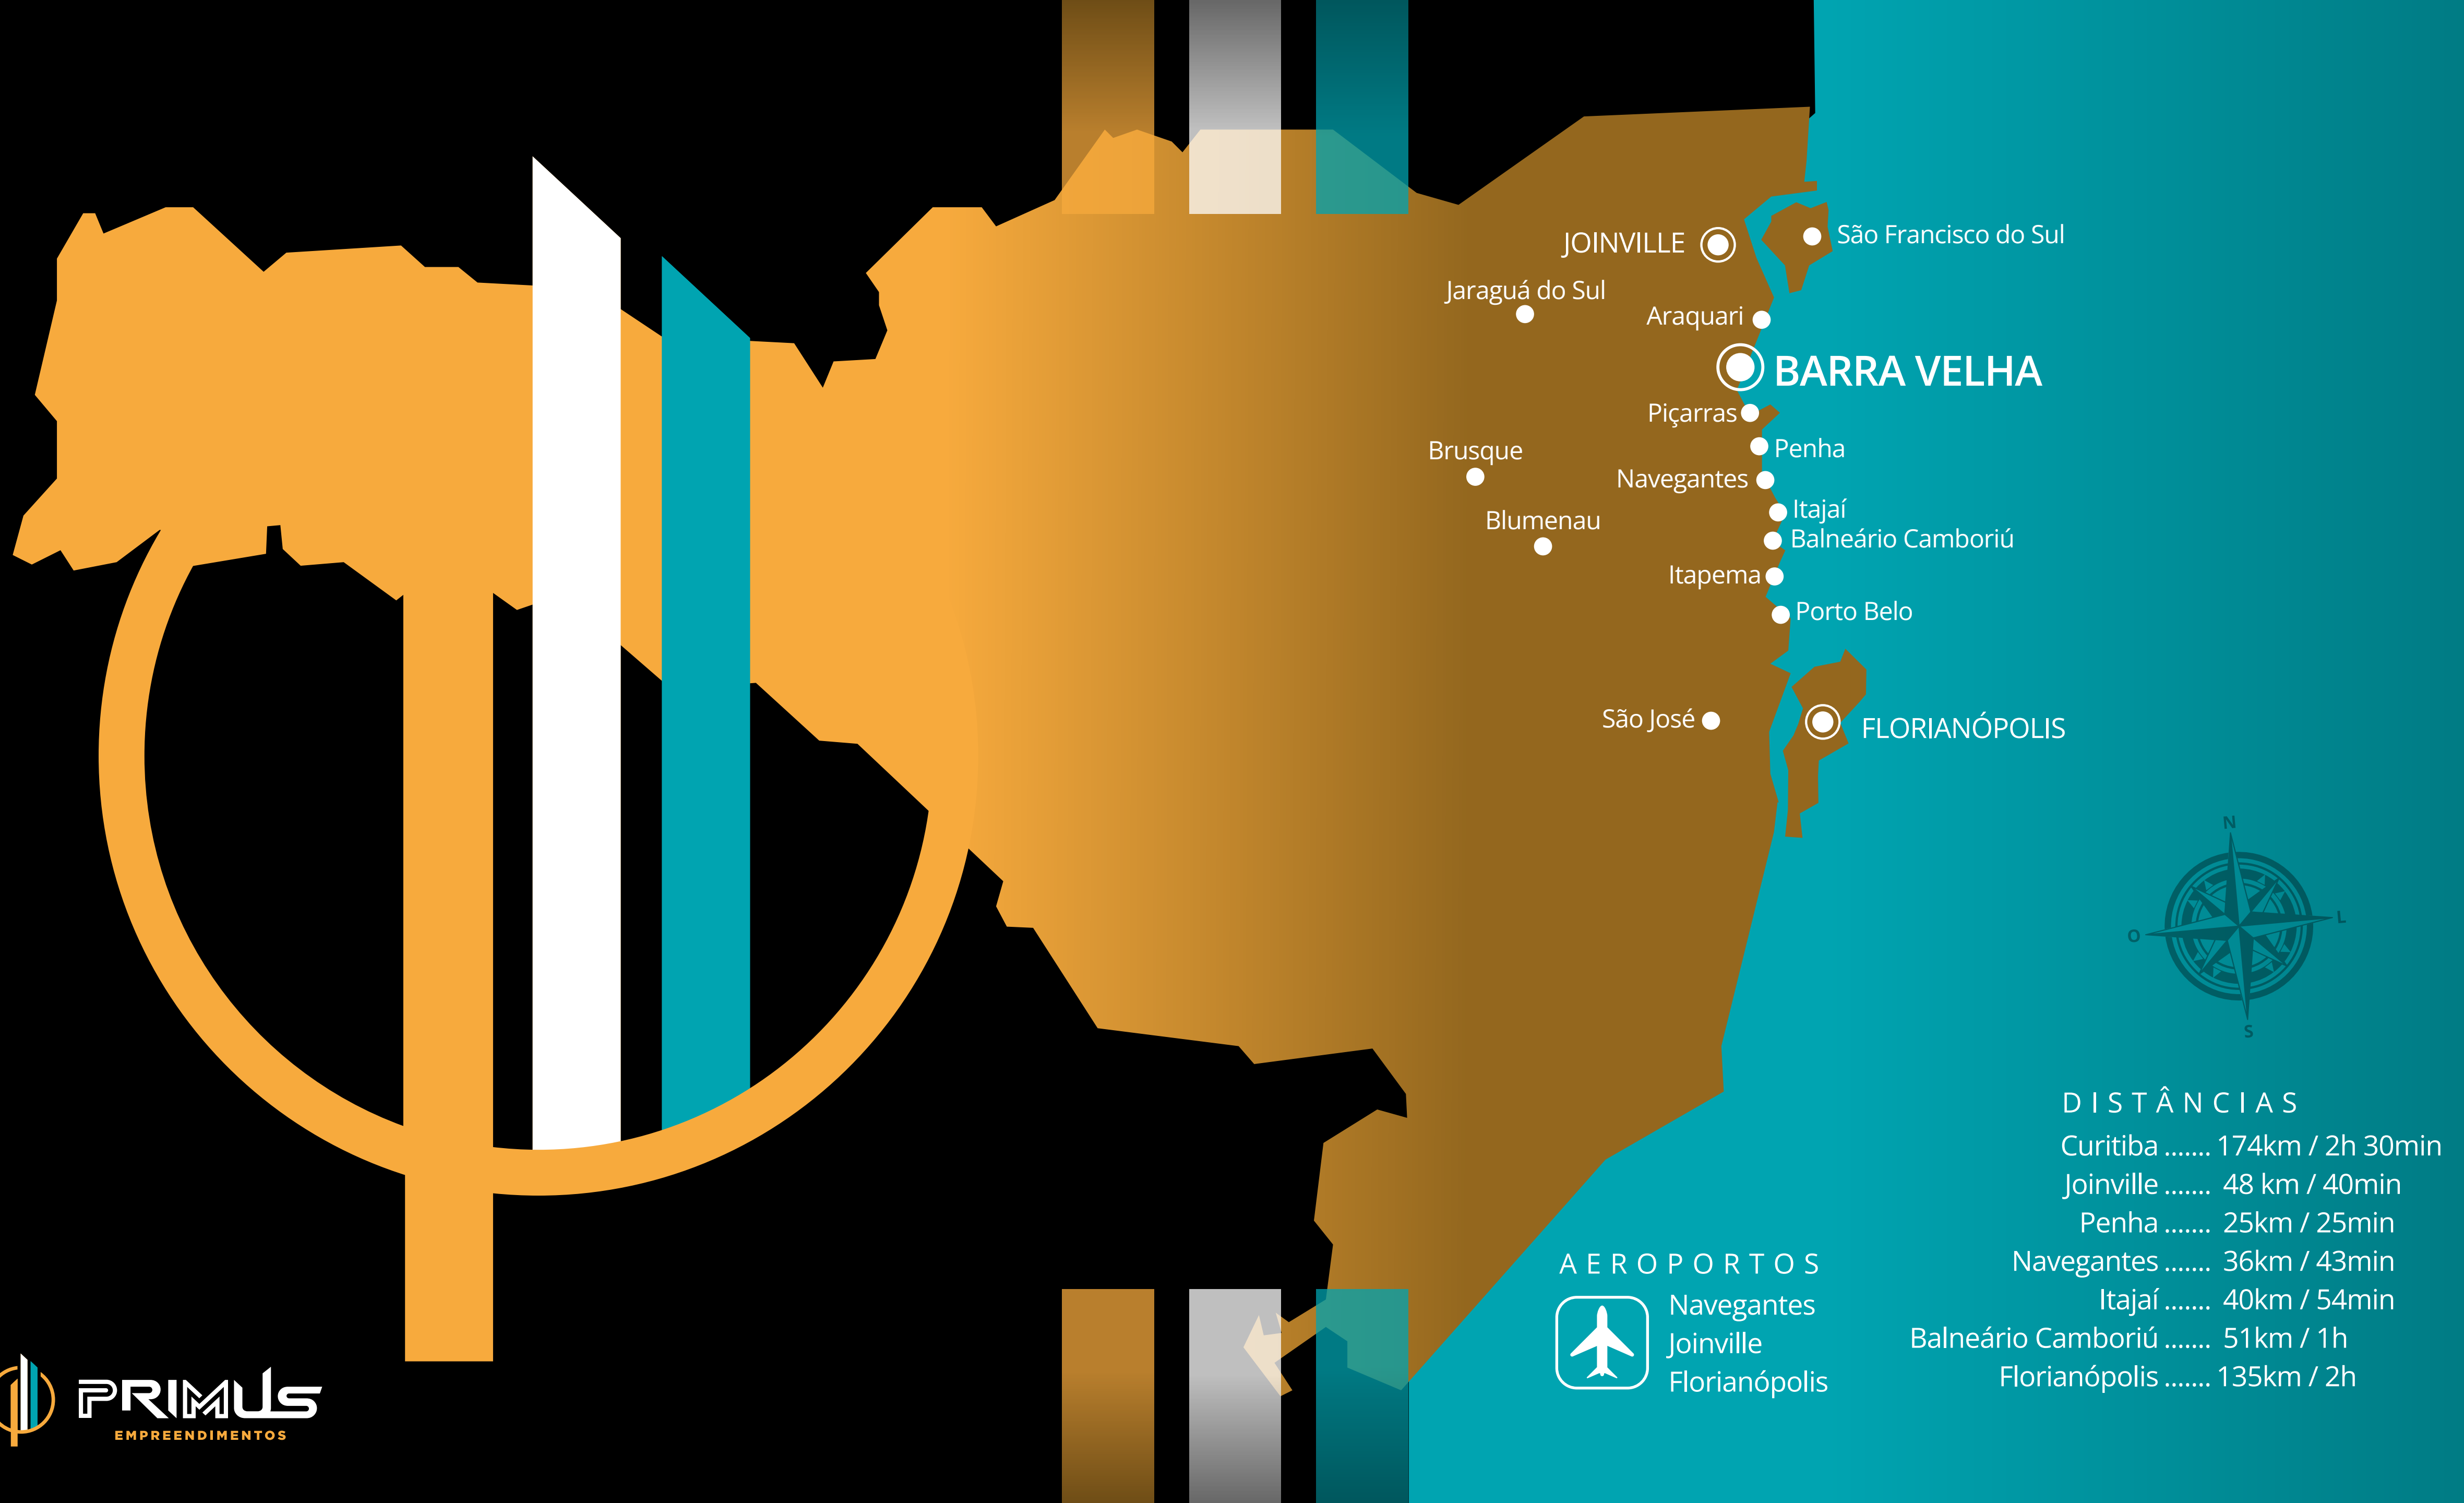 JOINVILLE
São Francisco do Sul
Jaraguá do Sul
Araquari
BARRA VELHA
Piçarras
Penha
Brusque
Navegantes
Itajaí
Blumenau
Balneário Camboriú
Itapema
Porto Belo
São José
FLORIANÓPOLIS
N
L
O
S
DISTÂNCIAS
Curitiba ....... 174km / 2h 30min
Joinville ....... 48 km / 40min
Penha ....... 25km / 25min
Navegantes ....... 36km / 43min
Itajaí ....... 40km / 54min
Balneário Camboriú ....... 51km / 1h
Florianópolis ....... 135km / 2h
AEROPORTOS
Navegantes
Joinville
Florianópolis
PRIMUS
EMPREENDIMENTOS